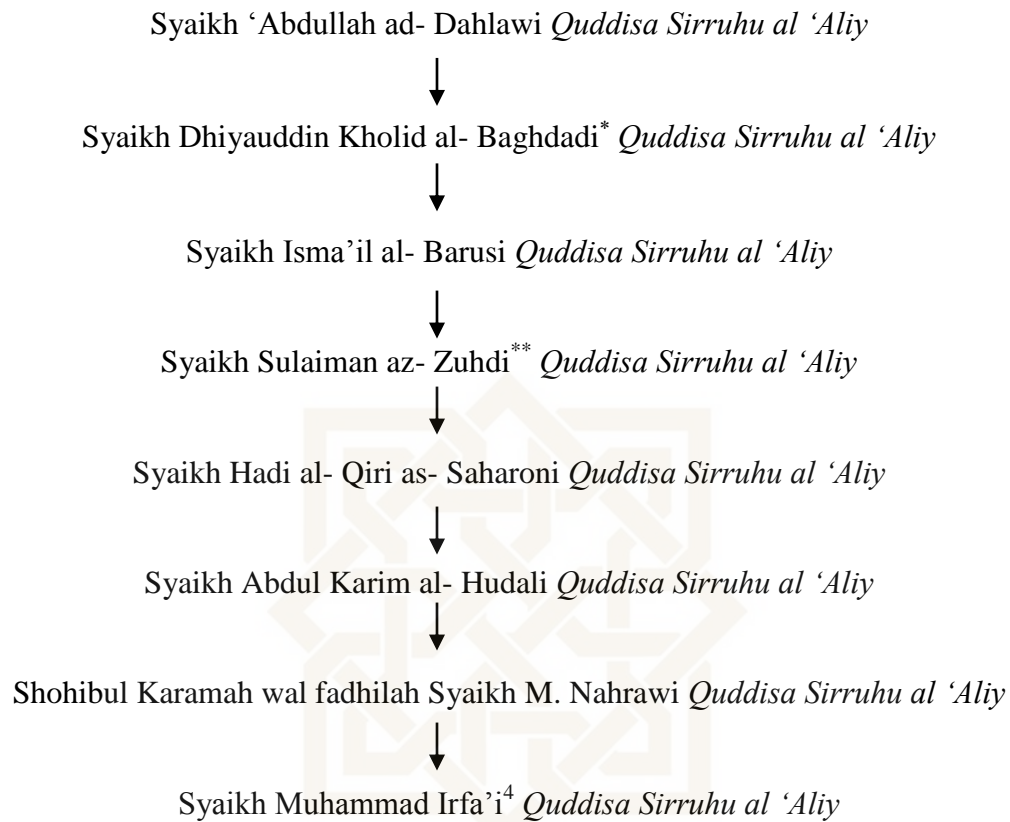 Syaikh ‘Abdullah ad- Dahlawi Quddisa Sirruhu al ‘Aliy
Syaikh Dhiyauddin Kholid al- Baghdadi* Quddisa Sirruhu al ‘Aliy
Syaikh Isma’il al- Barusi Quddisa Sirruhu al ‘Aliy
Syaikh Sulaiman az- Zuhdi** Quddisa Sirruhu al ‘Aliy
Syaikh Hadi al- Qiri as- Saharoni Quddisa Sirruhu al ‘Aliy
Syaikh Abdul Karim al- Hudali Quddisa Sirruhu al ‘Aliy
Shohibul Karamah wal fadhilah Syaikh M. Nahrawi Quddisa Sirruhu al ‘Aliy
Syaikh Muhammad Irfa’i4 Quddisa Sirruhu al ‘Aliy